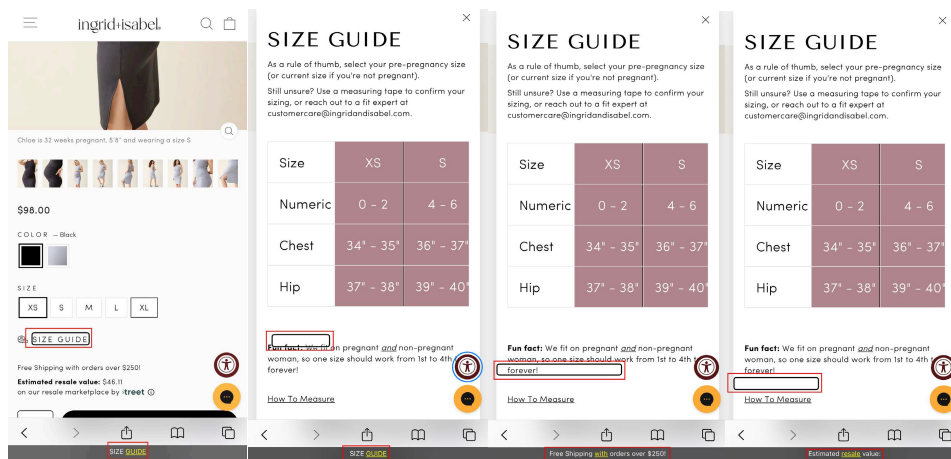 ingrid+isabel®
Chloe is 32 weeks pregnant, 5'8" and wearing a size S
$98.00
COLOR — Black
SIZE
XS S M L XL
SIZE GUIDE
Free Shipping with orders over $250!
Estimated resale value: $46.11
on our resale marketplace by treet
SIZE GUIDE
SIZE GUIDE
As a rule of thumb, select your pre-pregnancy size
(or current size if you're not pregnant).
Still unsure? Use a measuring tape to confirm your
sizing, or reach out to a fit expert at
customercare@ingridandisabel.com.
Size XS S
Numeric 0 - 2 4 - 6
Chest 34" - 35" 36" - 37"
Hip 37" - 38" 39" - 40"
Fun fact: We fit on pregnant and non-pregnant
woman, so one size should work from 1st to 4th
forever!
How To Measure
SIZE GUIDE
SIZE GUIDE
As a rule of thumb, select your pre-pregnancy size
(or current size if you're not pregnant).
Still unsure? Use a measuring tape to confirm your
sizing, or reach out to a fit expert at
customercare@ingridandisabel.com.
Size XS S
Numeric 0 - 2 4 - 6
Chest 34" - 35" 36" - 37"
Hip 37" - 38" 39" - 40"
Fun fact: We fit on pregnant and non-pregnant
woman, so one size should work from 1st to 4th
forever!
How To Measure
Free Shipping with orders over $250!
SIZE GUIDE
As a rule of thumb, select your pre-pregnancy size
(or current size if you're not pregnant).
Still unsure? Use a measuring tape to confirm your
sizing, or reach out to a fit expert at
customercare@ingridandisabel.com.
Size XS S
Numeric 0 - 2 4 - 6
Chest 34" - 35" 36" - 37"
Hip 37" - 38" 39" - 40"
Fun fact: We fit on pregnant and non-pregnant
woman, so one size should work from 1st to 4th
forever!
How To Measure
Estimated resale value: